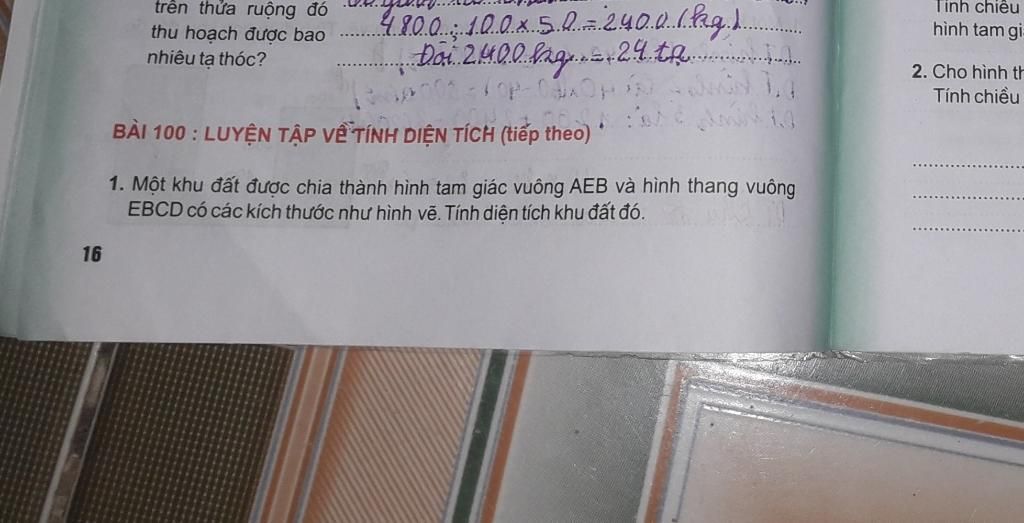 trên thửa ruộng đó
thu hoạch được bao
nhiêu tạ thóc?
4800 : 100 x 50 = 2400 (kg)
Đổi 2400 kg = 24 tạ
BÀI 100 : LUYỆN TẬP VỀ TÍNH DIỆN TÍCH (tiếp theo)
1. Một khu đất được chia thành hình tam giác vuông AEB và hình thang vuông
EBCD có các kích thước như hình vẽ. Tính diện tích khu đất đó.
16
Tính chiều
hình tam gi
2. Cho hình th
Tính chiều